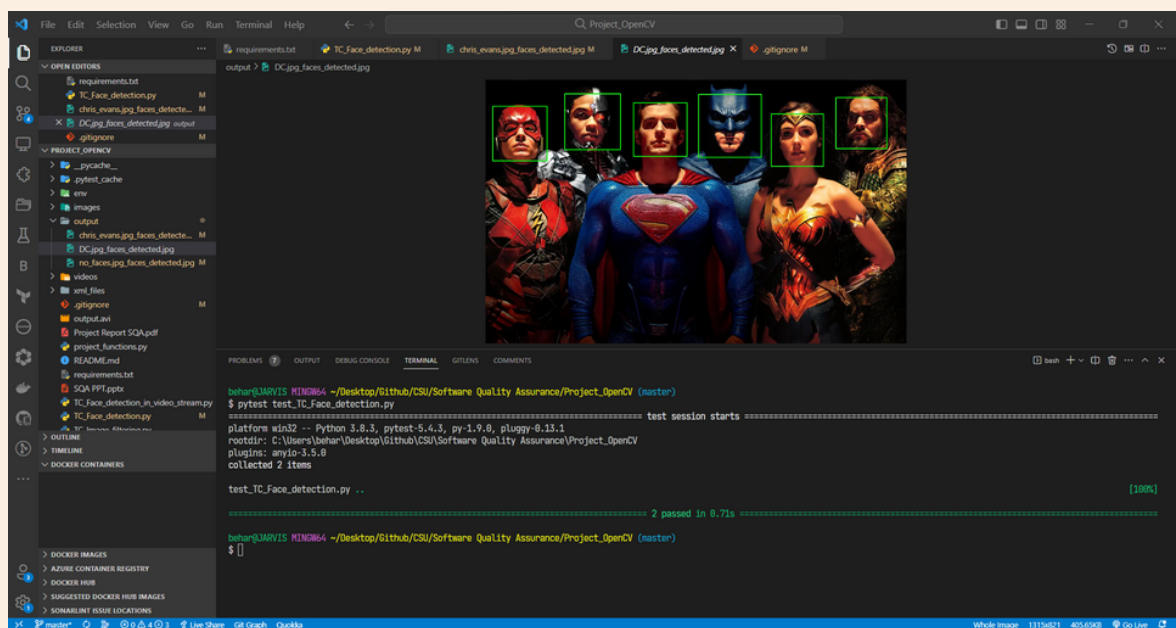 File Edit Selection View Go Run Terminal Help
Project_OpenCV
EXPLORER
requirements.txt
TC_Face_detection.py M
chris_evans.jpg_faces_detected.jpg M
DC.jpg_faces_detected.jpg
.gitignore M
OPEN EDITORS
requirements.txt
TC_Face_detection.py M
chris_evans.jpg_faces_detecte... M
DC.jpg_faces_detected.jpg output
.gitignore M
output > DC.jpg_faces_detected.jpg
PROJECT_OPENCV
__pycache__
.pytest_cache
env
images
output
chris_evans.jpg_faces_detecte... M
DC.jpg_faces_detected.jpg
no_faces.jpg_faces_detected.jpg M
videos
xml_files
.gitignore M
output.avi
Project Report SQA.pdf
project_functions.py
README.md
requirements.txt
SQA PPT.pptx
TC_Face_detection_in_video_stream.py
TC_Face_detection.py M
TC_Image_filtering.py
OUTLINE
TIMELINE
DOCKER CONTAINERS
DOCKER IMAGES
AZURE CONTAINER REGISTRY
DOCKER HUB
SUGGESTED DOCKER HUB IMAGES
SONARLINT ISSUE LOCATIONS
PROBLEMS 7 OUTPUT DEBUG CONSOLE TERMINAL GITLENS COMMENTS
bash
behar@JARVIS MINGW64 ~/Desktop/Github/CSU/Software Quality Assurance/Project_OpenCV (master)
$ pytest test_TC_Face_detection.py
test session starts
platform win32 -- Python 3.8.3, pytest-5.4.3, py-1.9.0, pluggy-0.13.1
rootdir: C:\Users\behar\Desktop\Github\CSU\Software Quality Assurance\Project_OpenCV
plugins: anyio-3.5.0
collected 2 items
test_TC_Face_detection.py .. [100%]
2 passed in 0.71s
behar@JARVIS MINGW64 ~/Desktop/Github/CSU/Software Quality Assurance/Project_OpenCV (master)
$
master* 0 4 3 Live Share Git Graph Quokka
Whole Image 1315x821 405.65KB Go Live